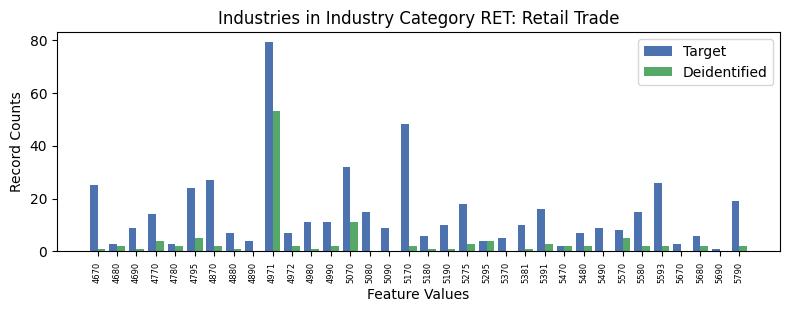 Industries in Industry Category RET: Retail Trade
Target
Deidentified
Record Counts
80
60
40
20
0
4670 4680 4690 4770 4780 4795 4870 4880 4890 4971 4972 4980 4990 5070 5080 5090 5170 5180 5190 5275 5295 5370 5381 5391 5470 5480 5490 5570 5580 5593 5670 5680 5690 5790
Feature Values